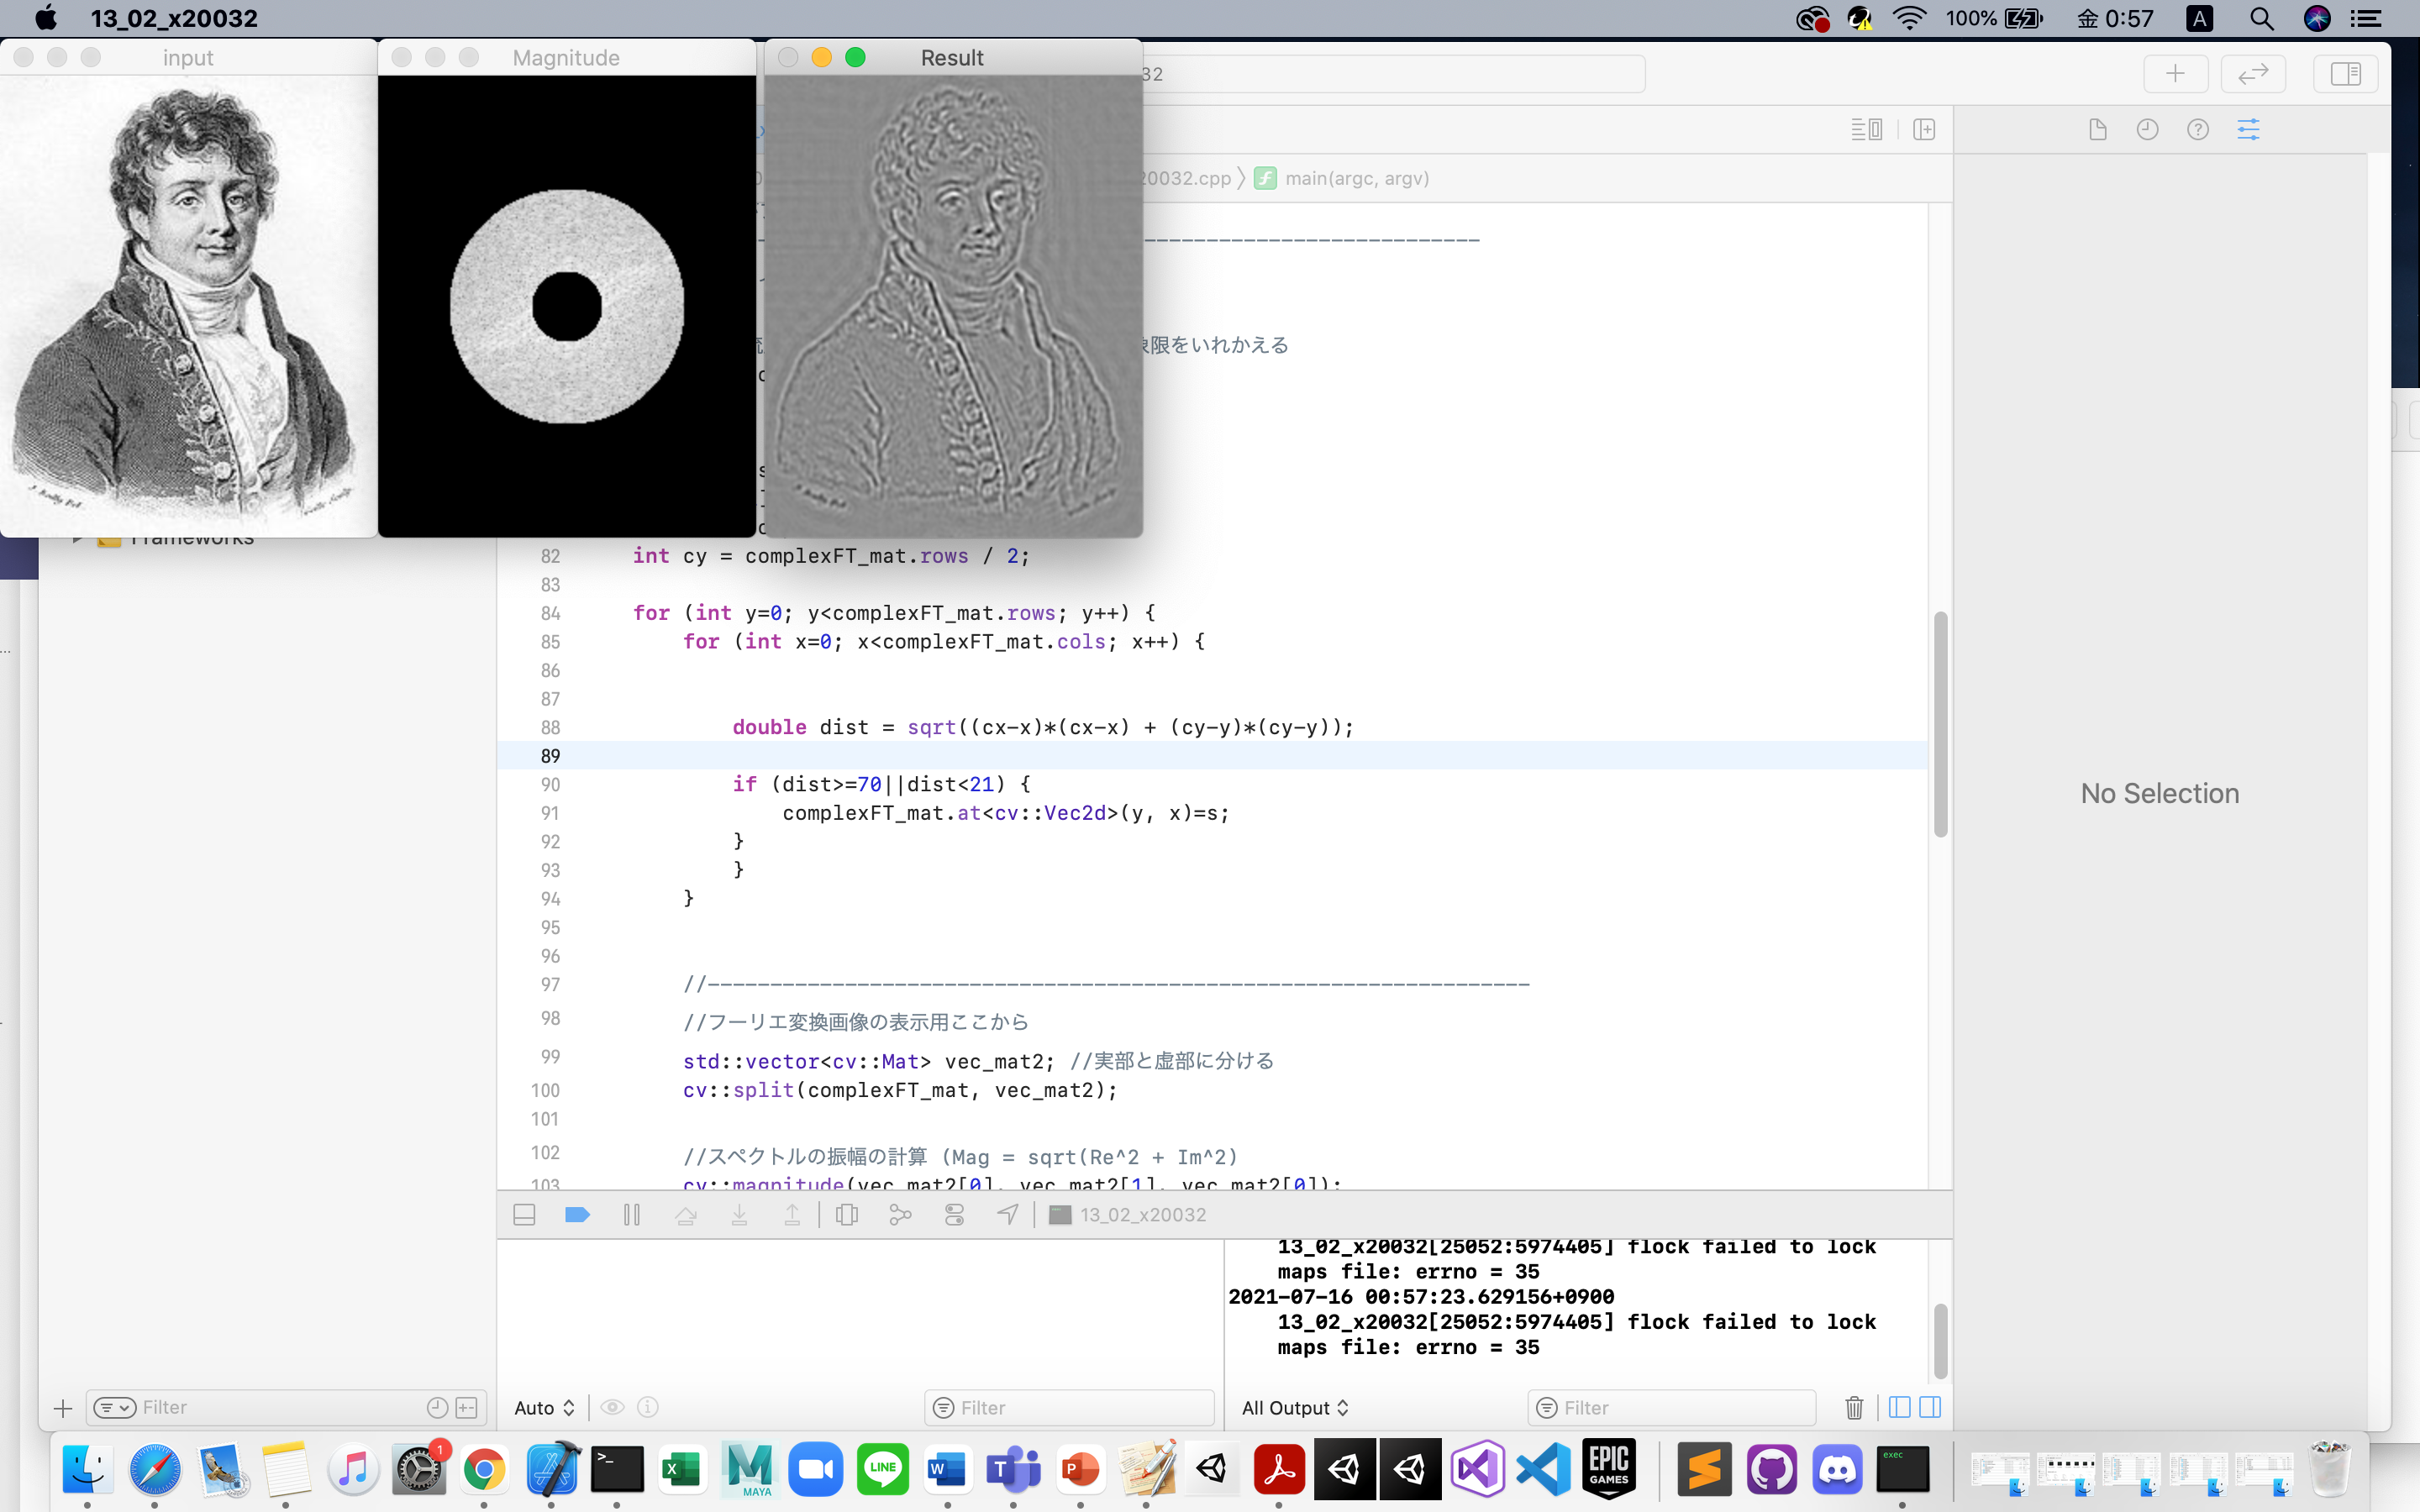 13_02_x20032
100%
金 0:57
A
input
Magnitude
Result
32
20032.cpp
main(argc, argv)
象限をいれかえる
Frameworks
82 int cy = complexFT_mat.rows / 2;
83
84 for (int y=0; y<complexFT_mat.rows; y++) {
85 for (int x=0; x<complexFT_mat.cols; x++) {
86
87
88 double dist = sqrt((cx-x)*(cx-x) + (cy-y)*(cy-y));
89
90 if (dist>=70||dist<21) {
91 complexFT_mat.at<cv::Vec2d>(y, x)=s;
92 }
93 }
94 }
95
96
97 //------------------------------------------------------------------
98 //フーリエ変換画像の表示用ここから
99 std::vector<cv::Mat> vec_mat2; //実部と虚部に分ける
100 cv::split(complexFT_mat, vec_mat2);
101
102 //スペクトルの振幅の計算 (Mag = sqrt(Re^2 + Im^2)
103 cv::magnitude(vec_mat2[0], vec_mat2[1], vec_mat2[0]);
No Selection
13_02_x20032
13_02_x20032[25052:5974405] flock failed to lock
maps file: errno = 35
2021-07-16 00:57:23.629156+0900
13_02_x20032[25052:5974405] flock failed to lock
maps file: errno = 35
Filter
Auto
Filter
All Output
Filter
1
MAYA
LINE
EPIC
GAMES
exec